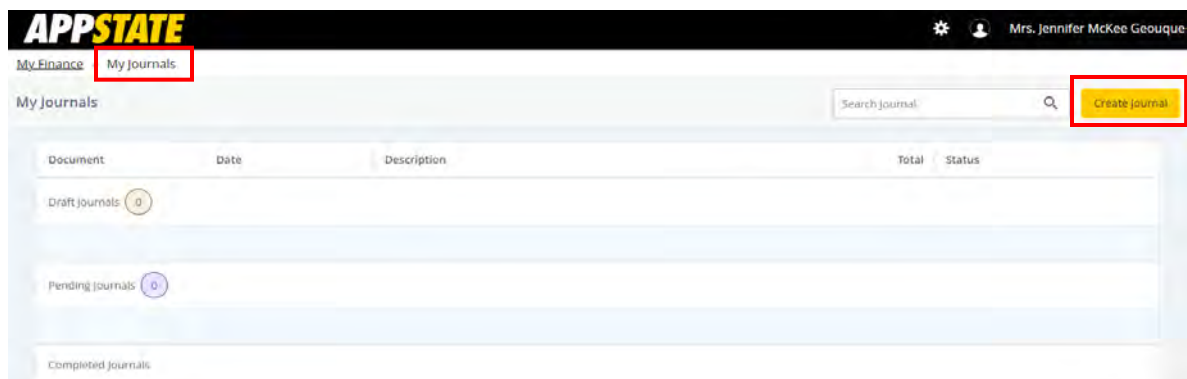 APPSTATE
Mrs. Jennifer McKee Geouque
My Finance My Journals
My Journals
Search Journal
Create Journal
Document Date Description Total Status
Draft Journals 0
Pending Journals 0
Completed Journals